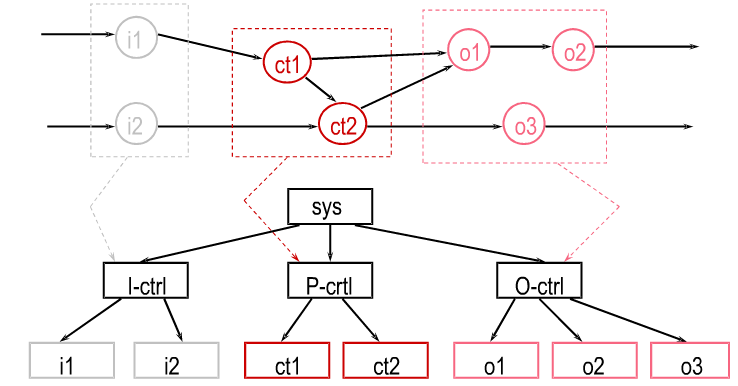 i1
ct1
o1
o2
i2
ct2
o3
sys
I-ctrl
P-crtl
O-ctrl
i1
i2
ct1
ct2
o1
o2
o3